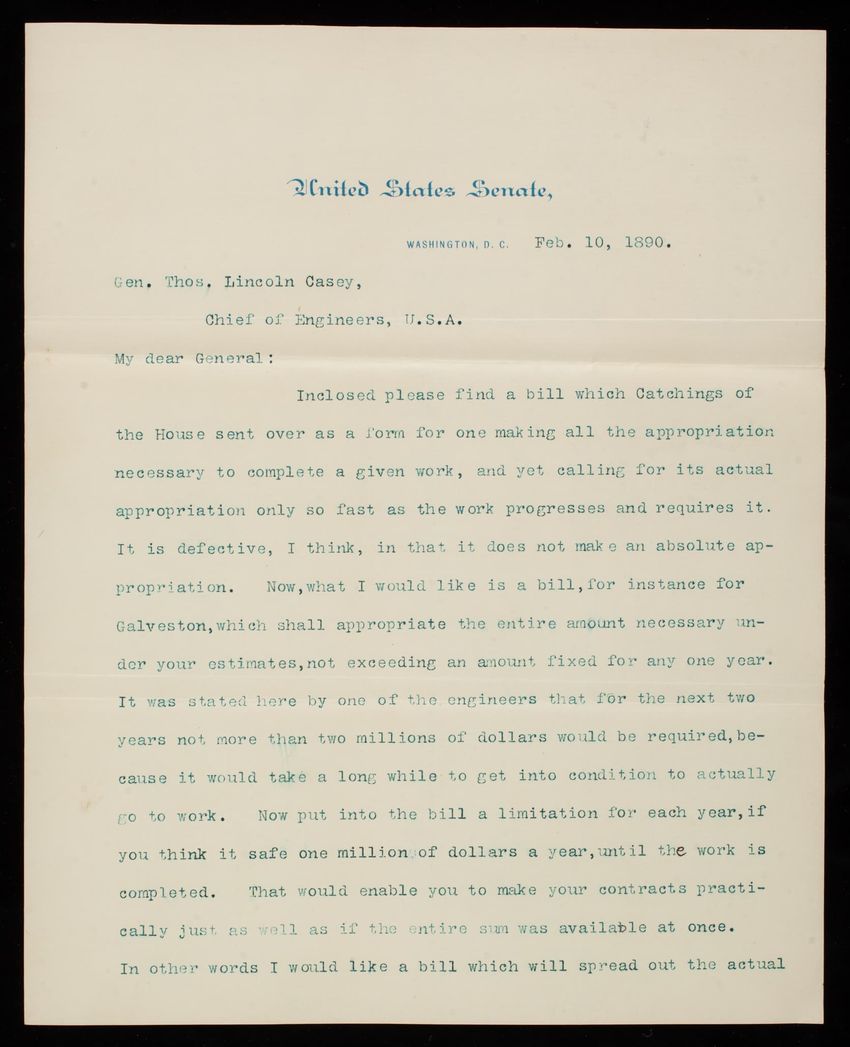 United States Senate,
WASHINGTON, D. C. Feb. 10, 1890.
Gen. Thos. Lincoln Casey,
Chief of Engineers, U.S.A.
My dear General:
Inclosed please find a bill which Catchings of
the House sent over as a form for one making all the appropriation
necessary to complete a given work, and yet calling for its actual
appropriation only so fast as the work progresses and requires it.
It is defective, I think, in that it does not make an absolute ap-
propriation. Now,what I would like is a bill,for instance for
Galveston,which shall appropriate the entire amount necessary un-
der your estimates,not exceeding an amount fixed for any one year.
It was stated here by one of the engineers that for the next two
years not more than two millions of dollars would be required,be-
cause it would take a long while to get into condition to actually
go to work. Now put into the bill a limitation for each year,if
you think it safe one million of dollars a year,until the work is
completed. That would enable you to make your contracts practi-
cally just as well as if the entire sum was available at once.
In other words I would like a bill which will spread out the actual